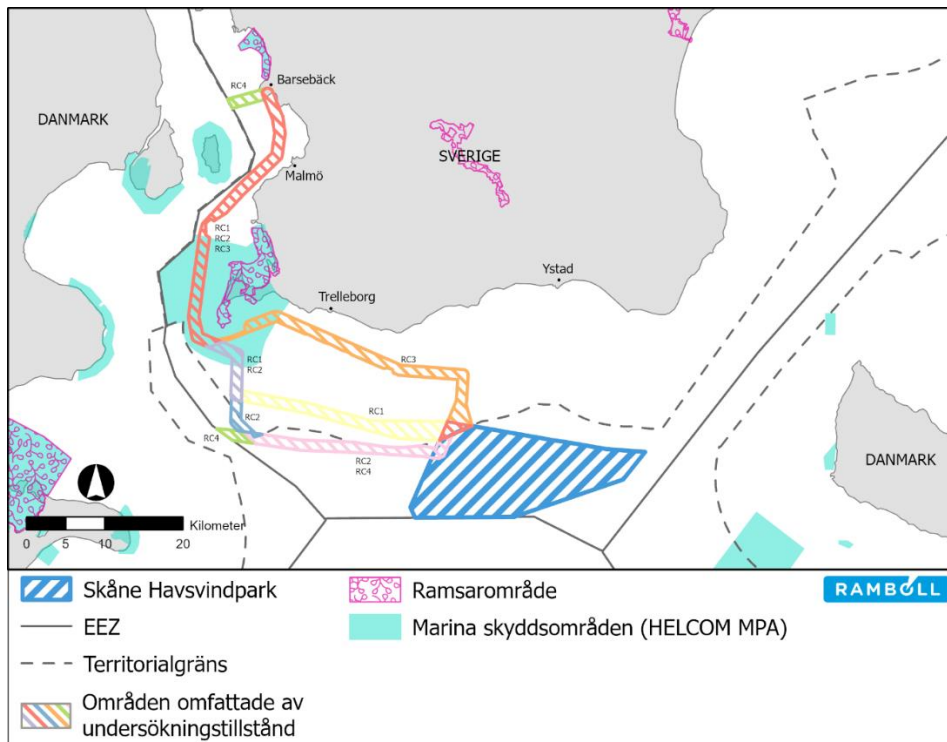 Barsebäck
RC4
DANMARK
SVERIGE
Malmö
RC1
RC2
RC3
Ystad
Trelleborg
RC3
RC1
RC2
RC1
RC2
RC4
RC2
RC4
DANMARK
Kilometer
0 5 10 20
Skåne Havsvindpark
Ramsarområde
RAMBOLL
EEZ
Marina skyddsområden (HELCOM MPA)
Territorialgräns
Områden omfattade av
undersökningstillstånd